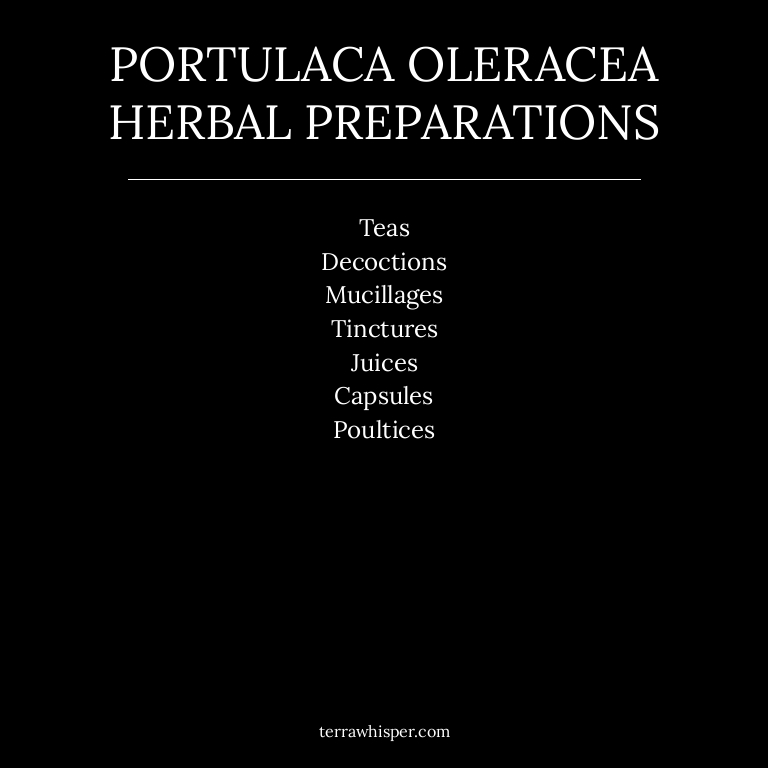 PORTULACA OLERACEA
HERBAL PREPARATIONS
Teas
Decoctions
Mucillages
Tinctures
Juices
Capsules
Poultices
terrawhisper.com